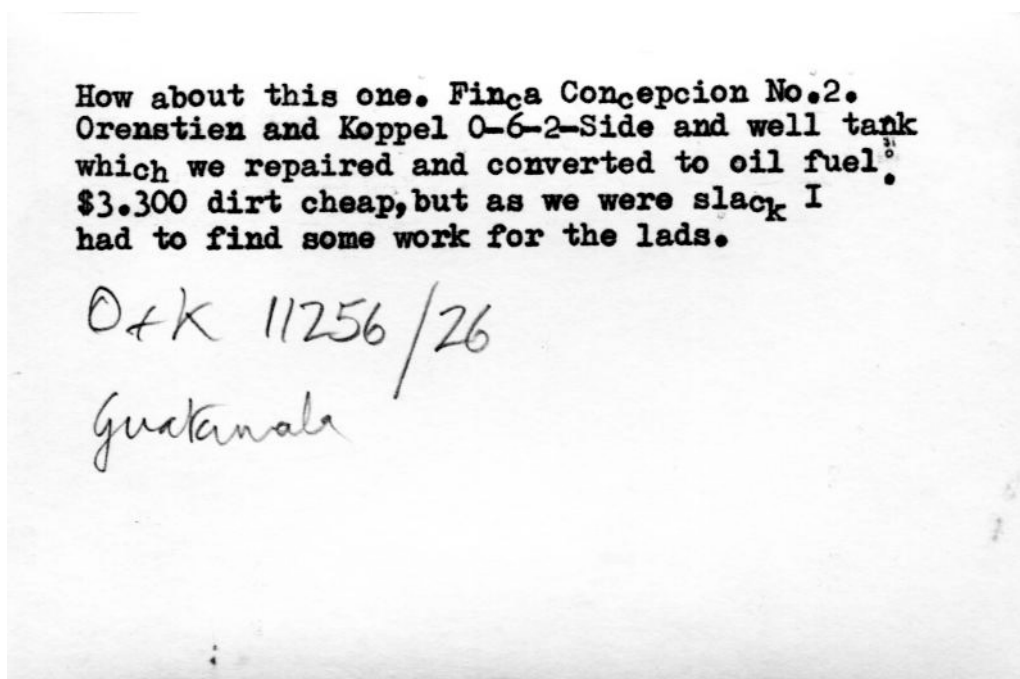 How about this one. Finca Concepcion No.2.
Orenstien and Koppel 0-6-2-Side and well tank
which we repaired and converted to oil fuel.
$3.300 dirt cheap,but as we were slack I
had to find some work for the lads.
O+K 11256/26
Guatamala